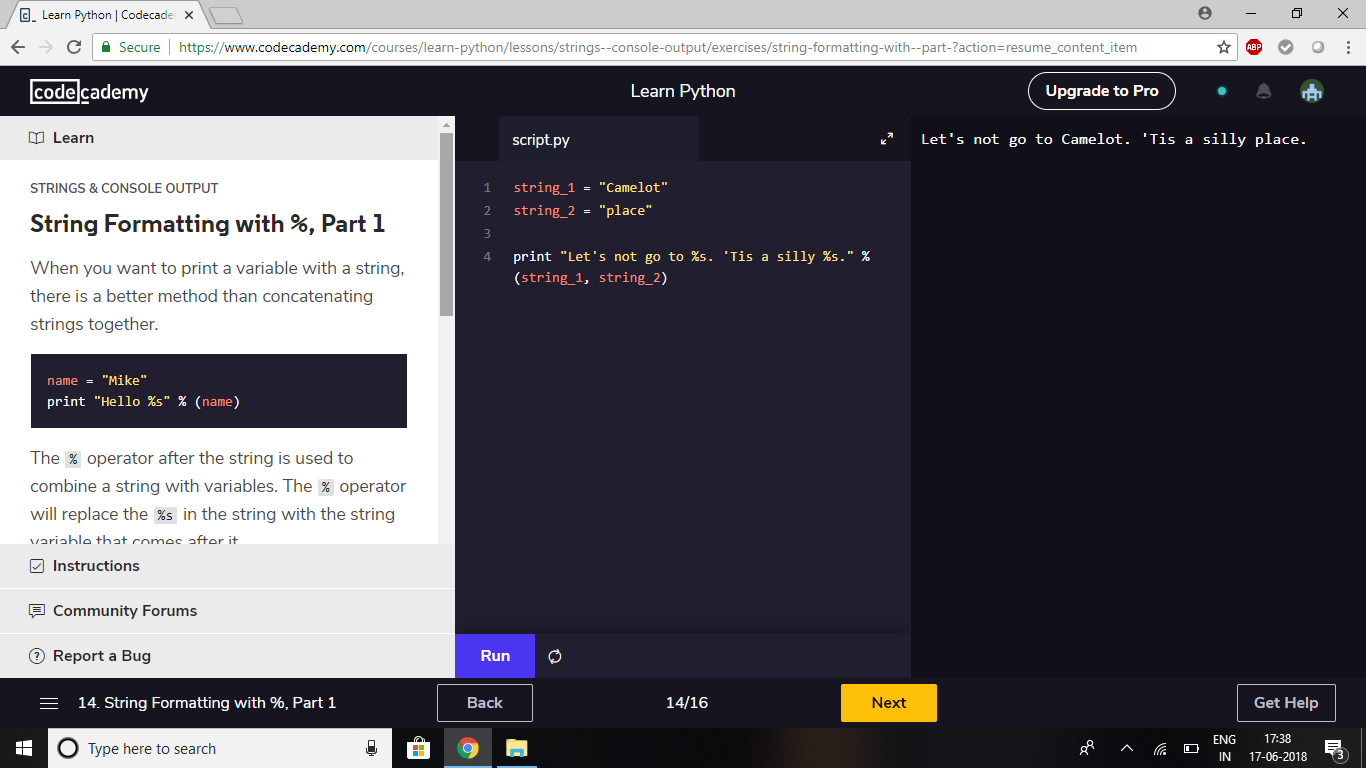 Learn Python | Codecade
Secure
https://www.codecademy.com/courses/learn-python/lessons/strings--console-output/exercises/string-formatting-with--part-?action=resume_content_item
ABP
codecademy
Learn Python
Upgrade to Pro
Learn
STRINGS & CONSOLE OUTPUT
String Formatting with %, Part 1
When you want to print a variable with a string,
there is a better method than concatenating
strings together.
name = "Mike"
print "Hello %s" % (name)
The % operator after the string is used to
combine a string with variables. The % operator
will replace the %s in the string with the string
variable that comes after it.
Instructions
Community Forums
Report a Bug
script.py
1 string_1 = "Camelot"
2 string_2 = "place"
3
4 print "Let's not go to %s. 'Tis a silly %s." %
(string_1, string_2)
Run
Let's not go to Camelot. 'Tis a silly place.
14. String Formatting with %, Part 1
Back
14/16
Next
Get Help
Type here to search
ENG
IN
17:38
17-06-2018
3